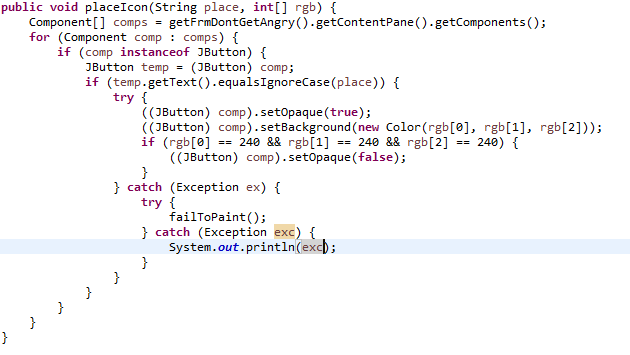 public void placeIcon(String place, int[] rgb) {
    Component[] comps = getFrmDontGetAngry().getContentPane().getComponents();
    for (Component comp : comps) {
        if (comp instanceof JButton) {
            JButton temp = (JButton) comp;
            if (temp.getText().equalsIgnoreCase(place)) {
                try {
                    ((JButton) comp).setOpaque(true);
                    ((JButton) comp).setBackground(new Color(rgb[0], rgb[1], rgb[2]));
                    if (rgb[0] == 240 && rgb[1] == 240 && rgb[2] == 240) {
                        ((JButton) comp).setOpaque(false);
                    }
                } catch (Exception ex) {
                    try {
                        failToPaint();
                    } catch (Exception exc) {
                        System.out.println(exc);
                    }
                }
            }
        }
    }
}